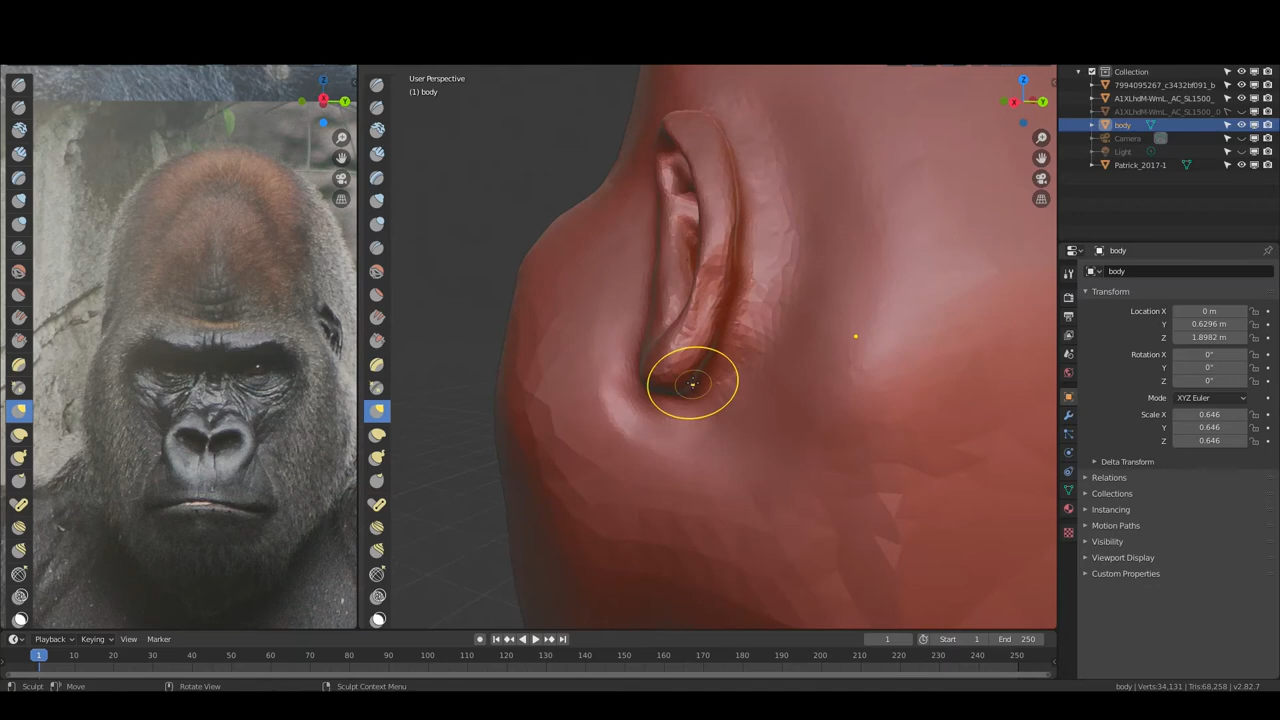 User Perspective
(1) body
Z
Y
Z
X
Y
Collection
7994095267_c3432bf091_b
A1XLhdM-WmL._AC_SL1500_
A1XLhdM-WmL._AC_SL1500_.0
body
Camera
Light
Patrick_2017-1
body
body
Transform
Location X 0 m
Y 0.6296 m
Z 1.8982 m
Rotation X 0°
Y 0°
Z 0°
Mode XYZ Euler
Scale X 0.646
Y 0.646
Z 0.646
Delta Transform
Relations
Collections
Instancing
Motion Paths
Visibility
Viewport Display
Custom Properties
Playback Keying View Marker 1 Start 1 End 250
1 10 20 30 40 50 60 70 80 90 100 110 120 130 140 150 160 170 180 190 200 210 220 230 240 250
Sculpt Move Rotate View Sculpt Context Menu body | Verts:34,131 | Tris:68,258 | v2.82.7